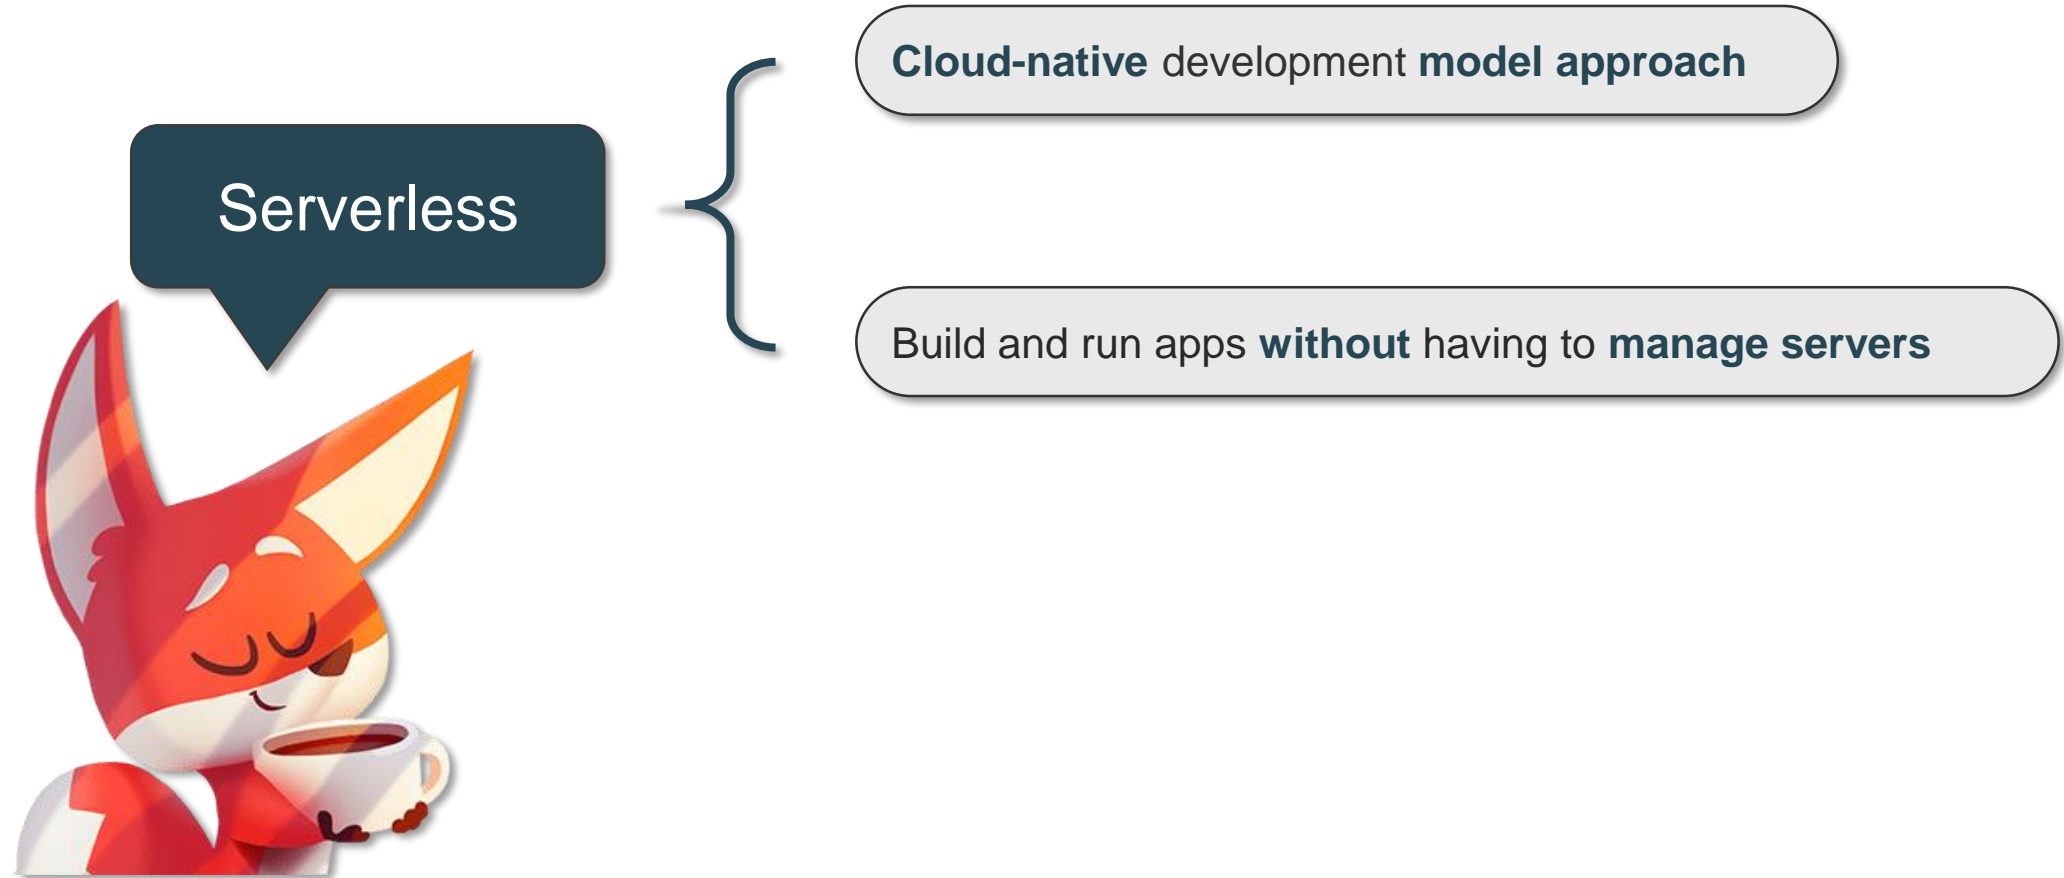 Cloud-native development model approach
Serverless
Build and run apps without having to manage servers